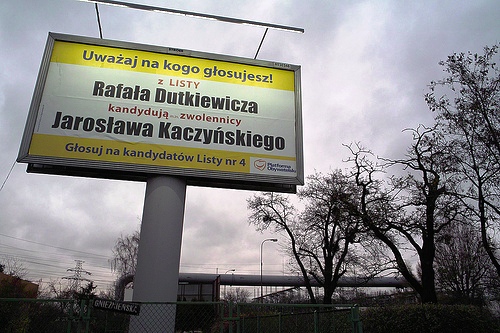 Uważaj na kogo głosujesz!
z LISTY
Rafała Dutkiewicza
kandydują zwolennicy
Jarosława Kaczyńskiego
Głosuj na kandydatów Listy nr 4
Platforma
Obywatelska
GNIEŹNIEŃSKA